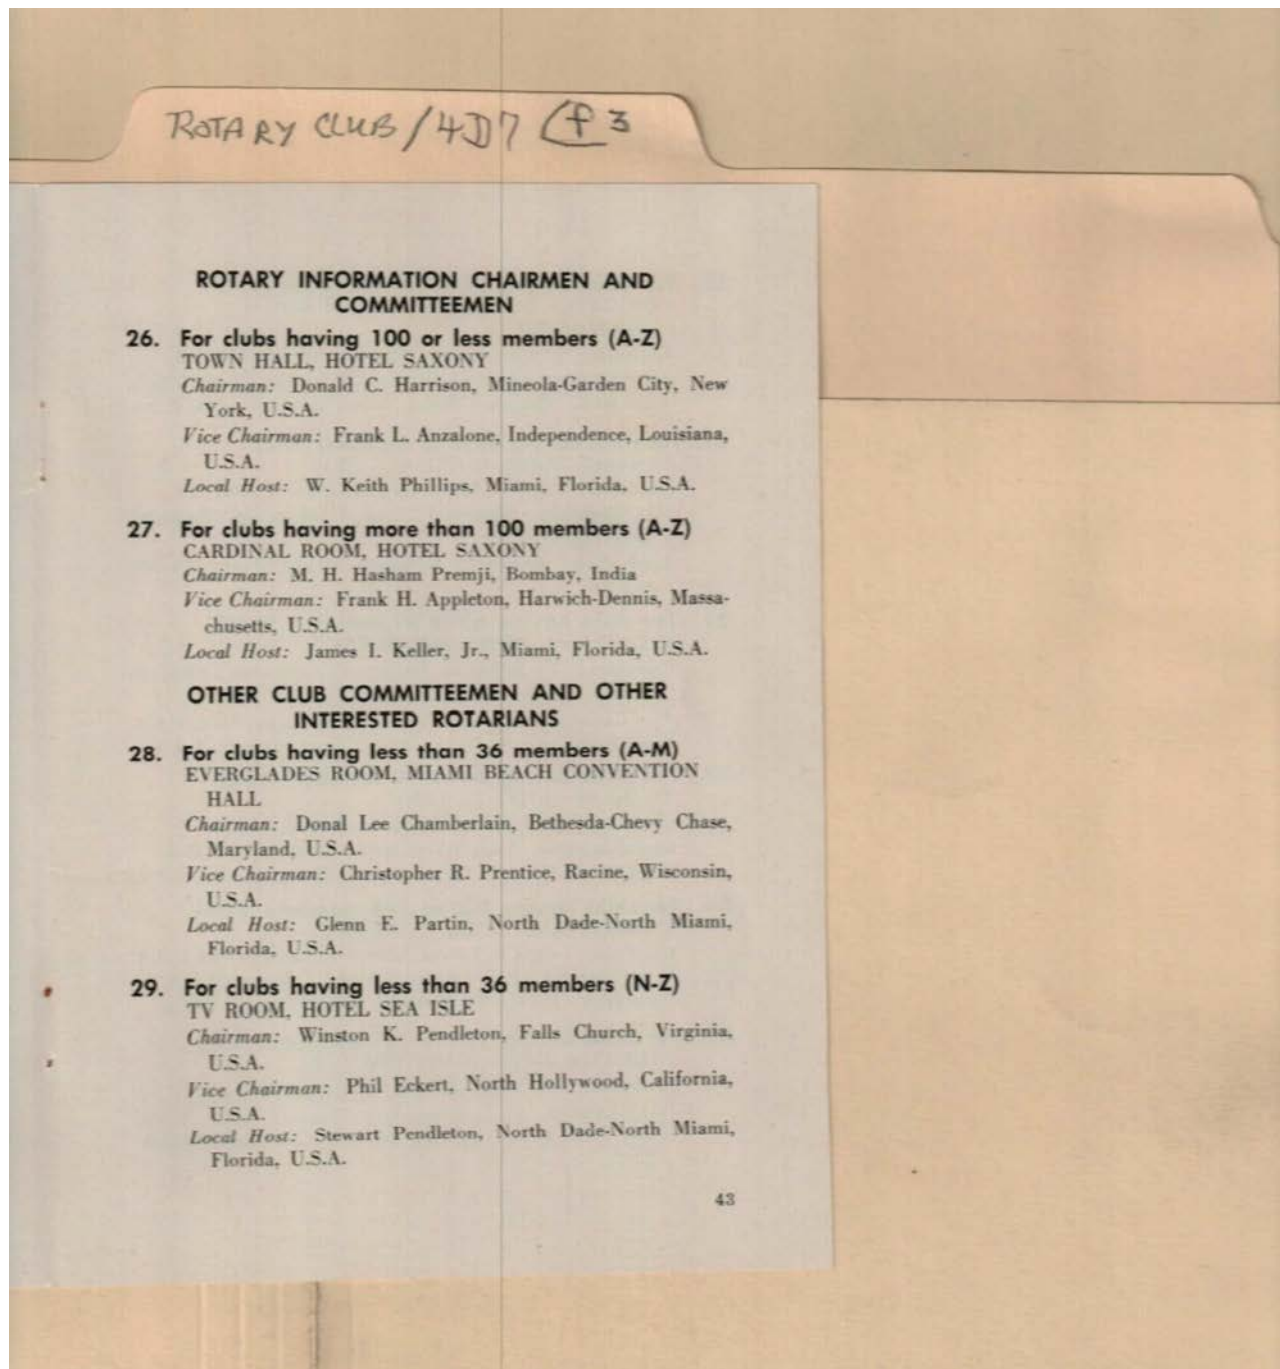 ROTARY CLUB/4D7 P3
ROTARY INFORMATION CHAIRMEN AND
COMMITTEEMEN
26. For clubs having 100 or less members (A-Z)
TOWN HALL, HOTEL SAXONY
Chairman: Donald C. Harrison, Mineola-Garden City, New
York, U.S.A.
Vice Chairman: Frank L. Anzalone, Independence, Louisiana,
U.S.A.
Local Host: W. Keith Phillips, Miami, Florida, U.S.A.
27. For clubs having more than 100 members (A-Z)
CARDINAL ROOM, HOTEL SAXONY
Chairman: M. H. Hasham Premji, Bombay, India
Vice Chairman: Frank H. Appleton, Harwich-Dennis, Massa-
chusetts, U.S.A.
Local Host: James I. Keller, Jr., Miami, Florida, U.S.A.
OTHER CLUB COMMITTEEMEN AND OTHER
INTERESTED ROTARIANS
28. For clubs having less than 36 members (A-M)
EVERGLADES ROOM, MIAMI BEACH CONVENTION
HALL
Chairman: Donal Lee Chamberlain, Bethesda-Chevy Chase,
Maryland, U.S.A.
Vice Chairman: Christopher R. Prentice, Racine, Wisconsin,
U.S.A.
Local Host: Glenn E. Partin, North Dade-North Miami,
Florida, U.S.A.
29. For clubs having less than 36 members (N-Z)
TV ROOM, HOTEL SEA ISLE
Chairman: Winston K. Pendleton, Falls Church, Virginia,
U.S.A.
Vice Chairman: Phil Eckert, North Hollywood, California,
U.S.A.
Local Host: Stewart Pendleton, North Dade-North Miami,
Florida, U.S.A.
43